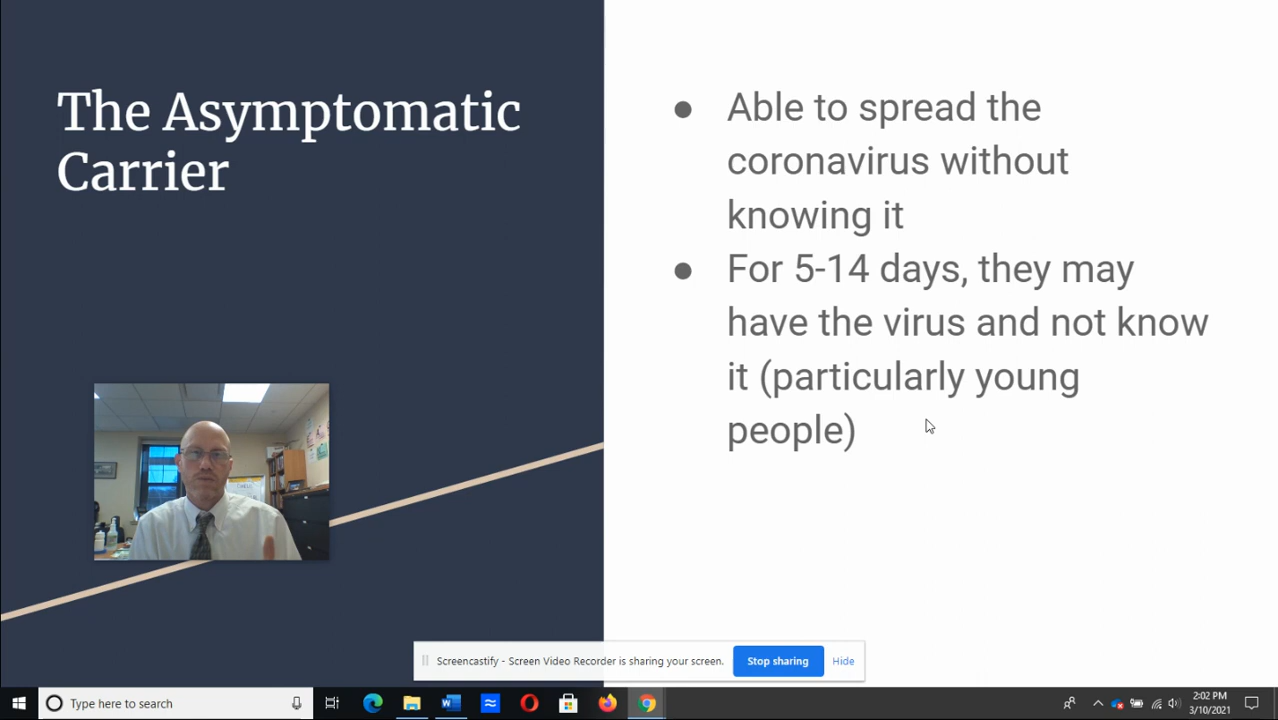 The Asymptomatic
Carrier
● Able to spread the
coronavirus without
knowing it
● For 5-14 days, they may
have the virus and not know
it (particularly young
people)
Screencastify - Screen Video Recorder is sharing your screen.
Stop sharing
Hide
Type here to search
2:02 PM
3/10/2021